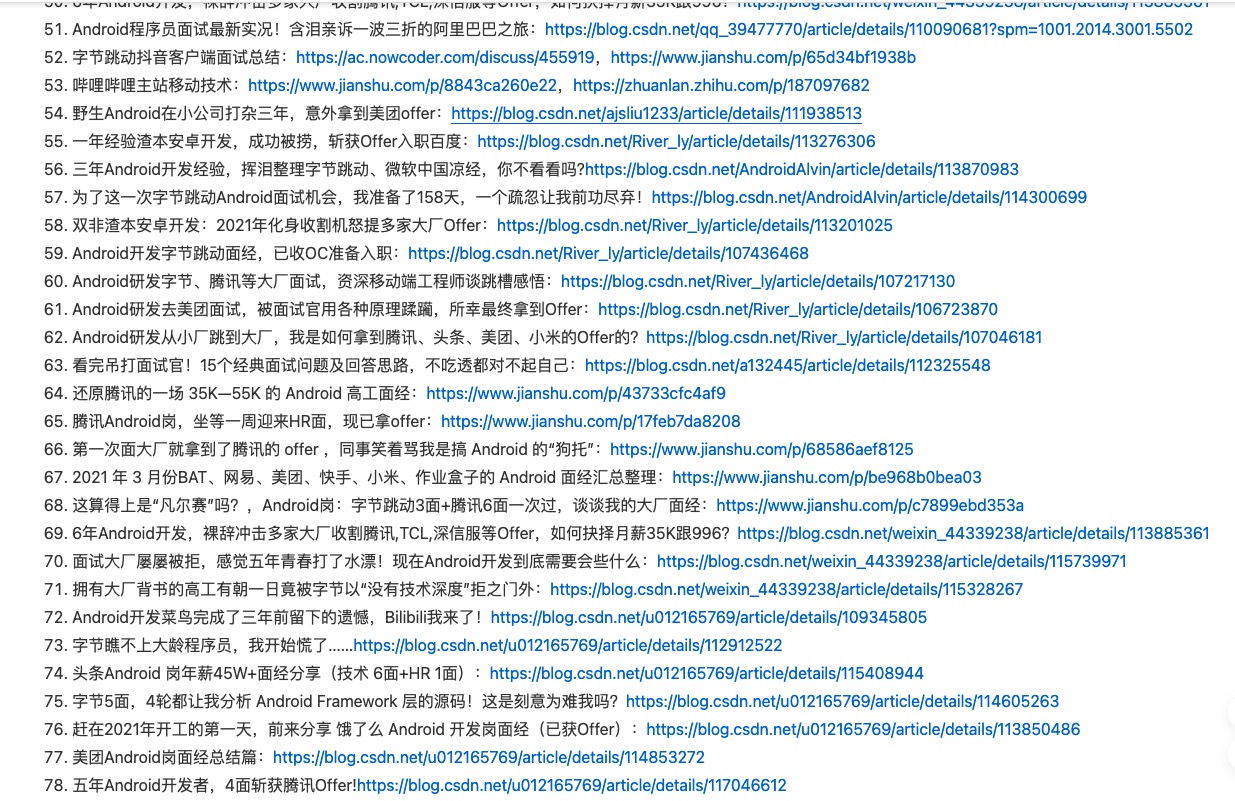 51. Android程序员面试最新实况！含泪亲诉一波三折的阿里巴巴之旅：https://blog.csdn.net/qq_39477770/article/details/110090681?spm=1001.2014.3001.5502
52. 字节跳动抖音客户端面试总结：https://ac.nowcoder.com/discuss/455919，https://www.jianshu.com/p/65d34bf1938b
53. 哔哩哔哩主站移动技术：https://www.jianshu.com/p/8843ca260e22，https://zhuanlan.zhihu.com/p/187097682
54. 野生Android在小公司打杂三年，意外拿到美团offer：https://blog.csdn.net/ajsliu1233/article/details/111938513
55. 一年经验渣本安卓开发，成功被捞，斩获Offer入职百度：https://blog.csdn.net/River_ly/article/details/113276306
56. 三年Android开发经验，挥泪整理字节跳动、微软中国凉经，你不看看吗?https://blog.csdn.net/AndroidAlvin/article/details/113870983
57. 为了这一次字节跳动Android面试机会，我准备了158天，一个疏忽让我前功尽弃！https://blog.csdn.net/AndroidAlvin/article/details/114300699
58. 双非渣本安卓开发：2021年化身收割机怒提多家大厂Offer：https://blog.csdn.net/River_ly/article/details/113201025
59. Android开发字节跳动面经，已收OC准备入职：https://blog.csdn.net/River_ly/article/details/107436468
60. Android研发字节、腾讯等大厂面试，资深移动端工程师谈跳槽感悟：https://blog.csdn.net/River_ly/article/details/107217130
61. Android研发去美团面试，被面试官用各种原理蹂躏，所幸最终拿到Offer：https://blog.csdn.net/River_ly/article/details/106723870
62. Android研发从小厂跳到大厂，我是如何拿到腾讯、头条、美团、小米的Offer的？https://blog.csdn.net/River_ly/article/details/107046181
63. 看完吊打面试官！15个经典面试问题及回答思路，不吃透都对不起自己：https://blog.csdn.net/a132445/article/details/112325548
64. 还原腾讯的一场 35K—55K 的 Android 高工面经：https://www.jianshu.com/p/43733cfc4af9
65. 腾讯Android岗，坐等一周迎来HR面，现已拿offer：https://www.jianshu.com/p/17feb7da8208
66. 第一次面大厂就拿到了腾讯的 offer ，同事笑着骂我是搞 Android 的“狗托”：https://www.jianshu.com/p/68586aef8125
67. 2021 年 3 月份BAT、网易、美团、快手、小米、作业盒子的 Android 面经汇总整理：https://www.jianshu.com/p/be968b0bea03
68. 这算得上是“凡尔赛”吗？，Android岗：字节跳动3面+腾讯6面一次过，谈谈我的大厂面经：https://www.jianshu.com/p/c7899ebd353a
69. 6年Android开发，裸辞冲击多家大厂收割腾讯,TCL,深信服等Offer，如何抉择月薪35K跟996？https://blog.csdn.net/weixin_44339238/article/details/113885361
70. 面试大厂屡屡被拒，感觉五年青春打了水漂！现在Android开发到底需要会些什么：https://blog.csdn.net/weixin_44339238/article/details/115739971
71. 拥有大厂背书的高工有朝一日竟被字节以“没有技术深度”拒之门外：https://blog.csdn.net/weixin_44339238/article/details/115328267
72. Android开发菜鸟完成了三年前留下的遗憾，Bilibili我来了！https://blog.csdn.net/u012165769/article/details/109345805
73. 字节瞧不上大龄程序员，我开始慌了......https://blog.csdn.net/u012165769/article/details/112912522
74. 头条Android 岗年薪45W+面经分享（技术 6面+HR 1面）：https://blog.csdn.net/u012165769/article/details/115408944
75. 字节5面，4轮都让我分析 Android Framework 层的源码！这是刻意为难我吗？https://blog.csdn.net/u012165769/article/details/114605263
76. 赶在2021年开工的第一天，前来分享 饿了么 Android 开发岗面经（已获Offer）：https://blog.csdn.net/u012165769/article/details/113850486
77. 美团Android岗面经总结篇：https://blog.csdn.net/u012165769/article/details/114853272
78. 五年Android开发者，4面斩获腾讯Offer!https://blog.csdn.net/u012165769/article/details/117046612